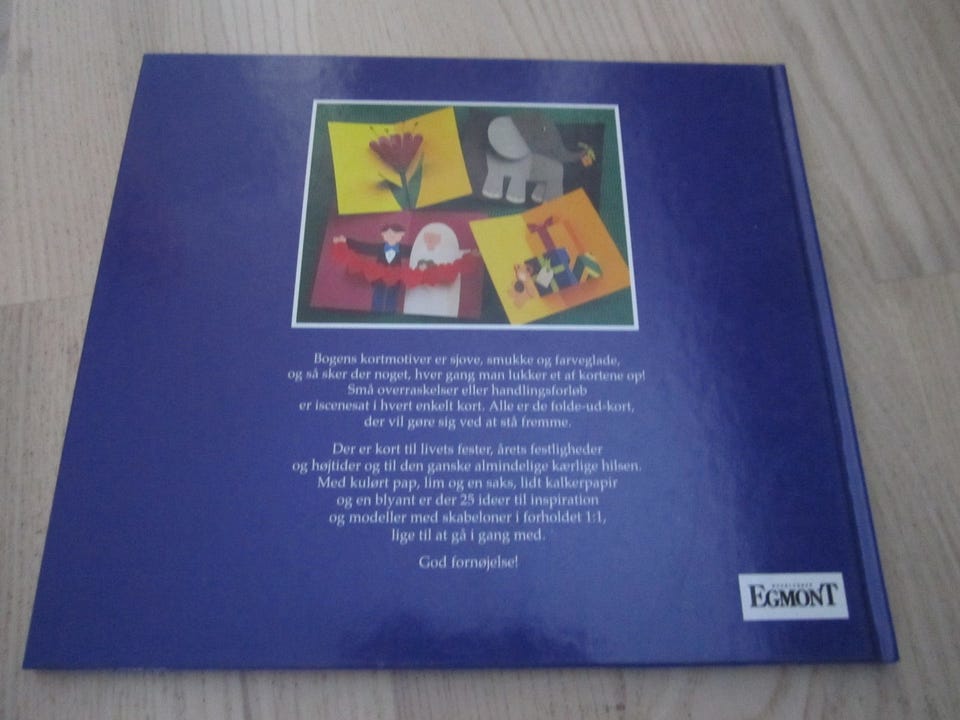 Bogens kortmotiver er sjove, smukke og farveglade,
og så sker der noget, hver gang man lukker et af kortene op!
Små overraskelser eller handlingsforløb
er iscenesat i hvert enkelt kort. Alle er de folde-ud-kort,
der vil gøre sig ved at stå fremme.
Der er kort til livets fester, årets festligheder
og højtider og til den ganske almindelige kærlige hilsen.
Med kulørt pap, lim og en saks, lidt kalkerpapir
og en blyant er der 25 ideer til inspiration
og modeller med skabeloner i forholdet 1:1,
lige til at gå i gang med.
God fornøjelse!
EGMONT